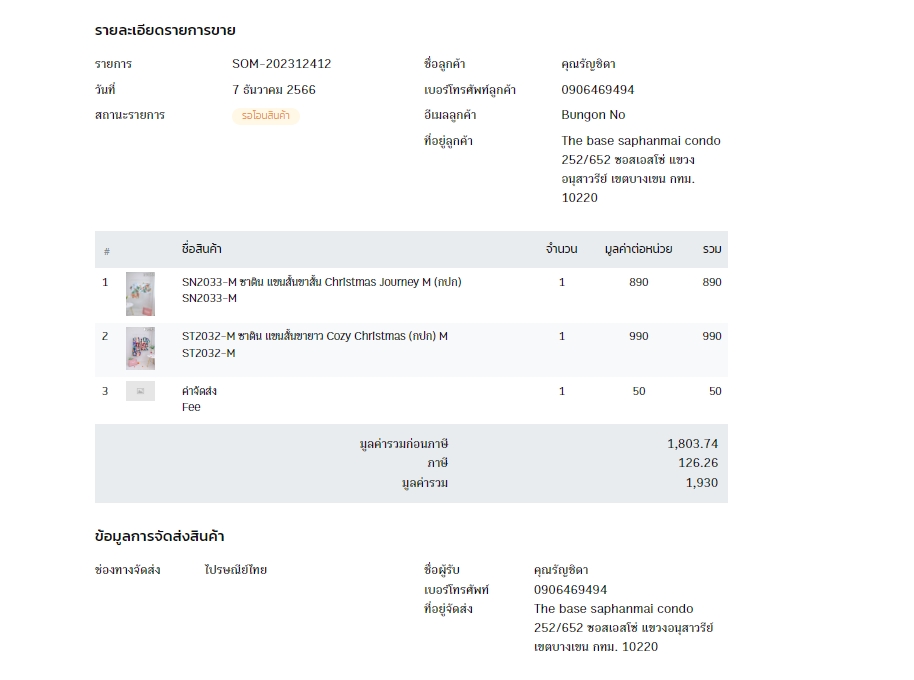 รายละเอียดรายการขาย
รายการ SOM-202312412 ชื่อลูกค้า คุณรัญชิดา
วันที่ 7 ธันวาคม 2566 เบอร์โทรศัพท์ลูกค้า 0906469494
สถานะรายการ รอโอนสินค้า อีเมลลูกค้า Bungon No
ที่อยู่ลูกค้า The base saphanmai condo
252/652 ซอสเอสโซ่ แขวง
อนุสาวรีย์ เขตบางเขน กทม.
10220
# ชื่อสินค้า จำนวน มูลค่าต่อหน่วย รวม
1 SN2033-M ซาติน แขนสั้นขาสั้น Christmas Journey M (กปก) 1 890 890
SN2033-M
2 ST2032-M ซาติน แขนสั้นขายาว Cozy Christmas (กปก) M 1 990 990
ST2032-M
3 ค่าจัดส่ง 1 50 50
Fee
มูลค่ารวมก่อนภาษี 1,803.74
ภาษี 126.26
มูลค่ารวม 1,930
ข้อมูลการจัดส่งสินค้า
ช่องทางจัดส่ง ไปรษณีย์ไทย ชื่อผู้รับ คุณรัญชิดา
เบอร์โทรศัพท์ 0906469494
ที่อยู่จัดส่ง The base saphanmai condo
252/652 ซอสเอสโซ่ แขวงอนุสาวรีย์
เขตบางเขน กทม. 10220